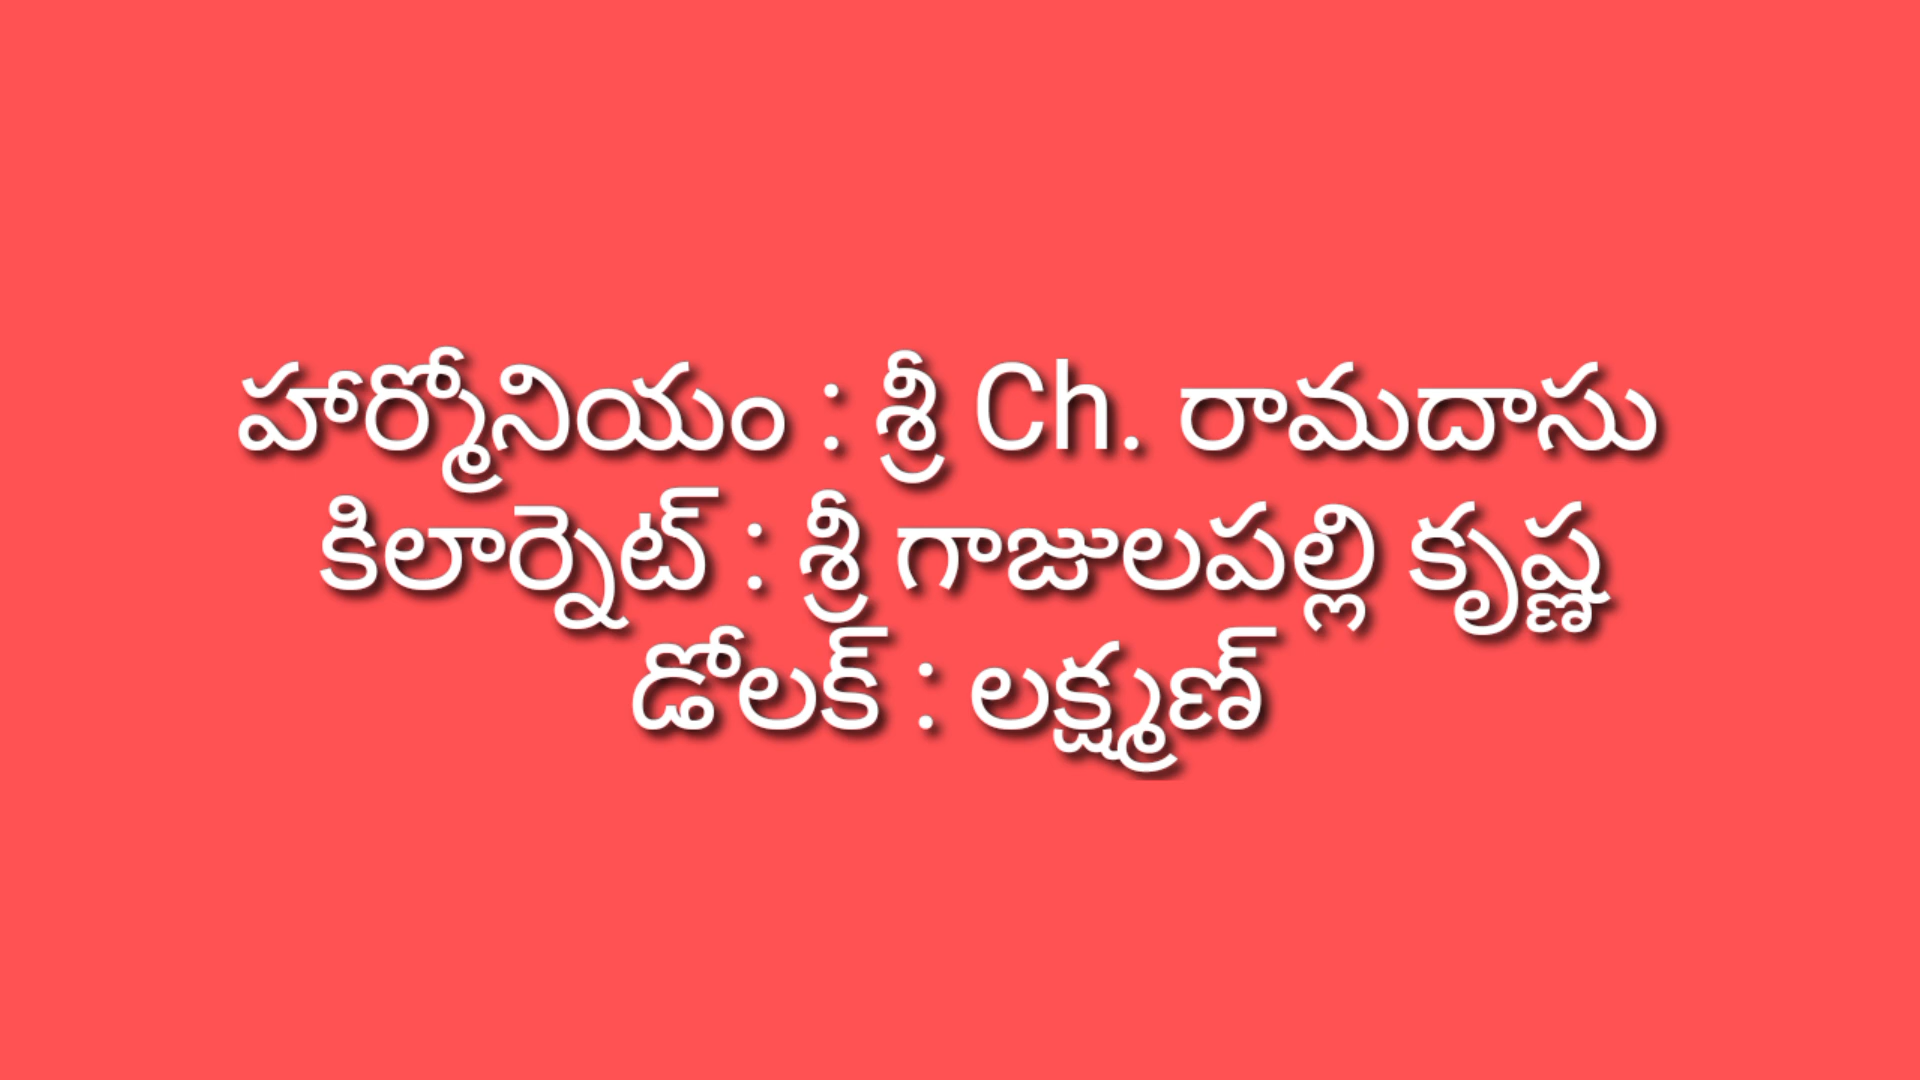 హార్మోనియం : శ్రీ Ch. రామదాసు
కిలార్నెట్ : శ్రీ గాజులపల్లి కృష్ణ
డోలక్ : లక్ష్మణ్